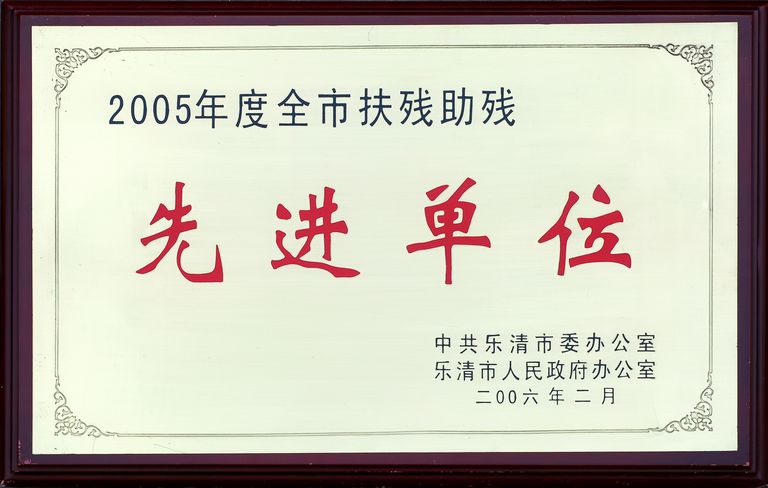 2005年度全市扶残助残
先进单位
中共乐清市委办公室
乐清市人民政府办公室
二00六年二月